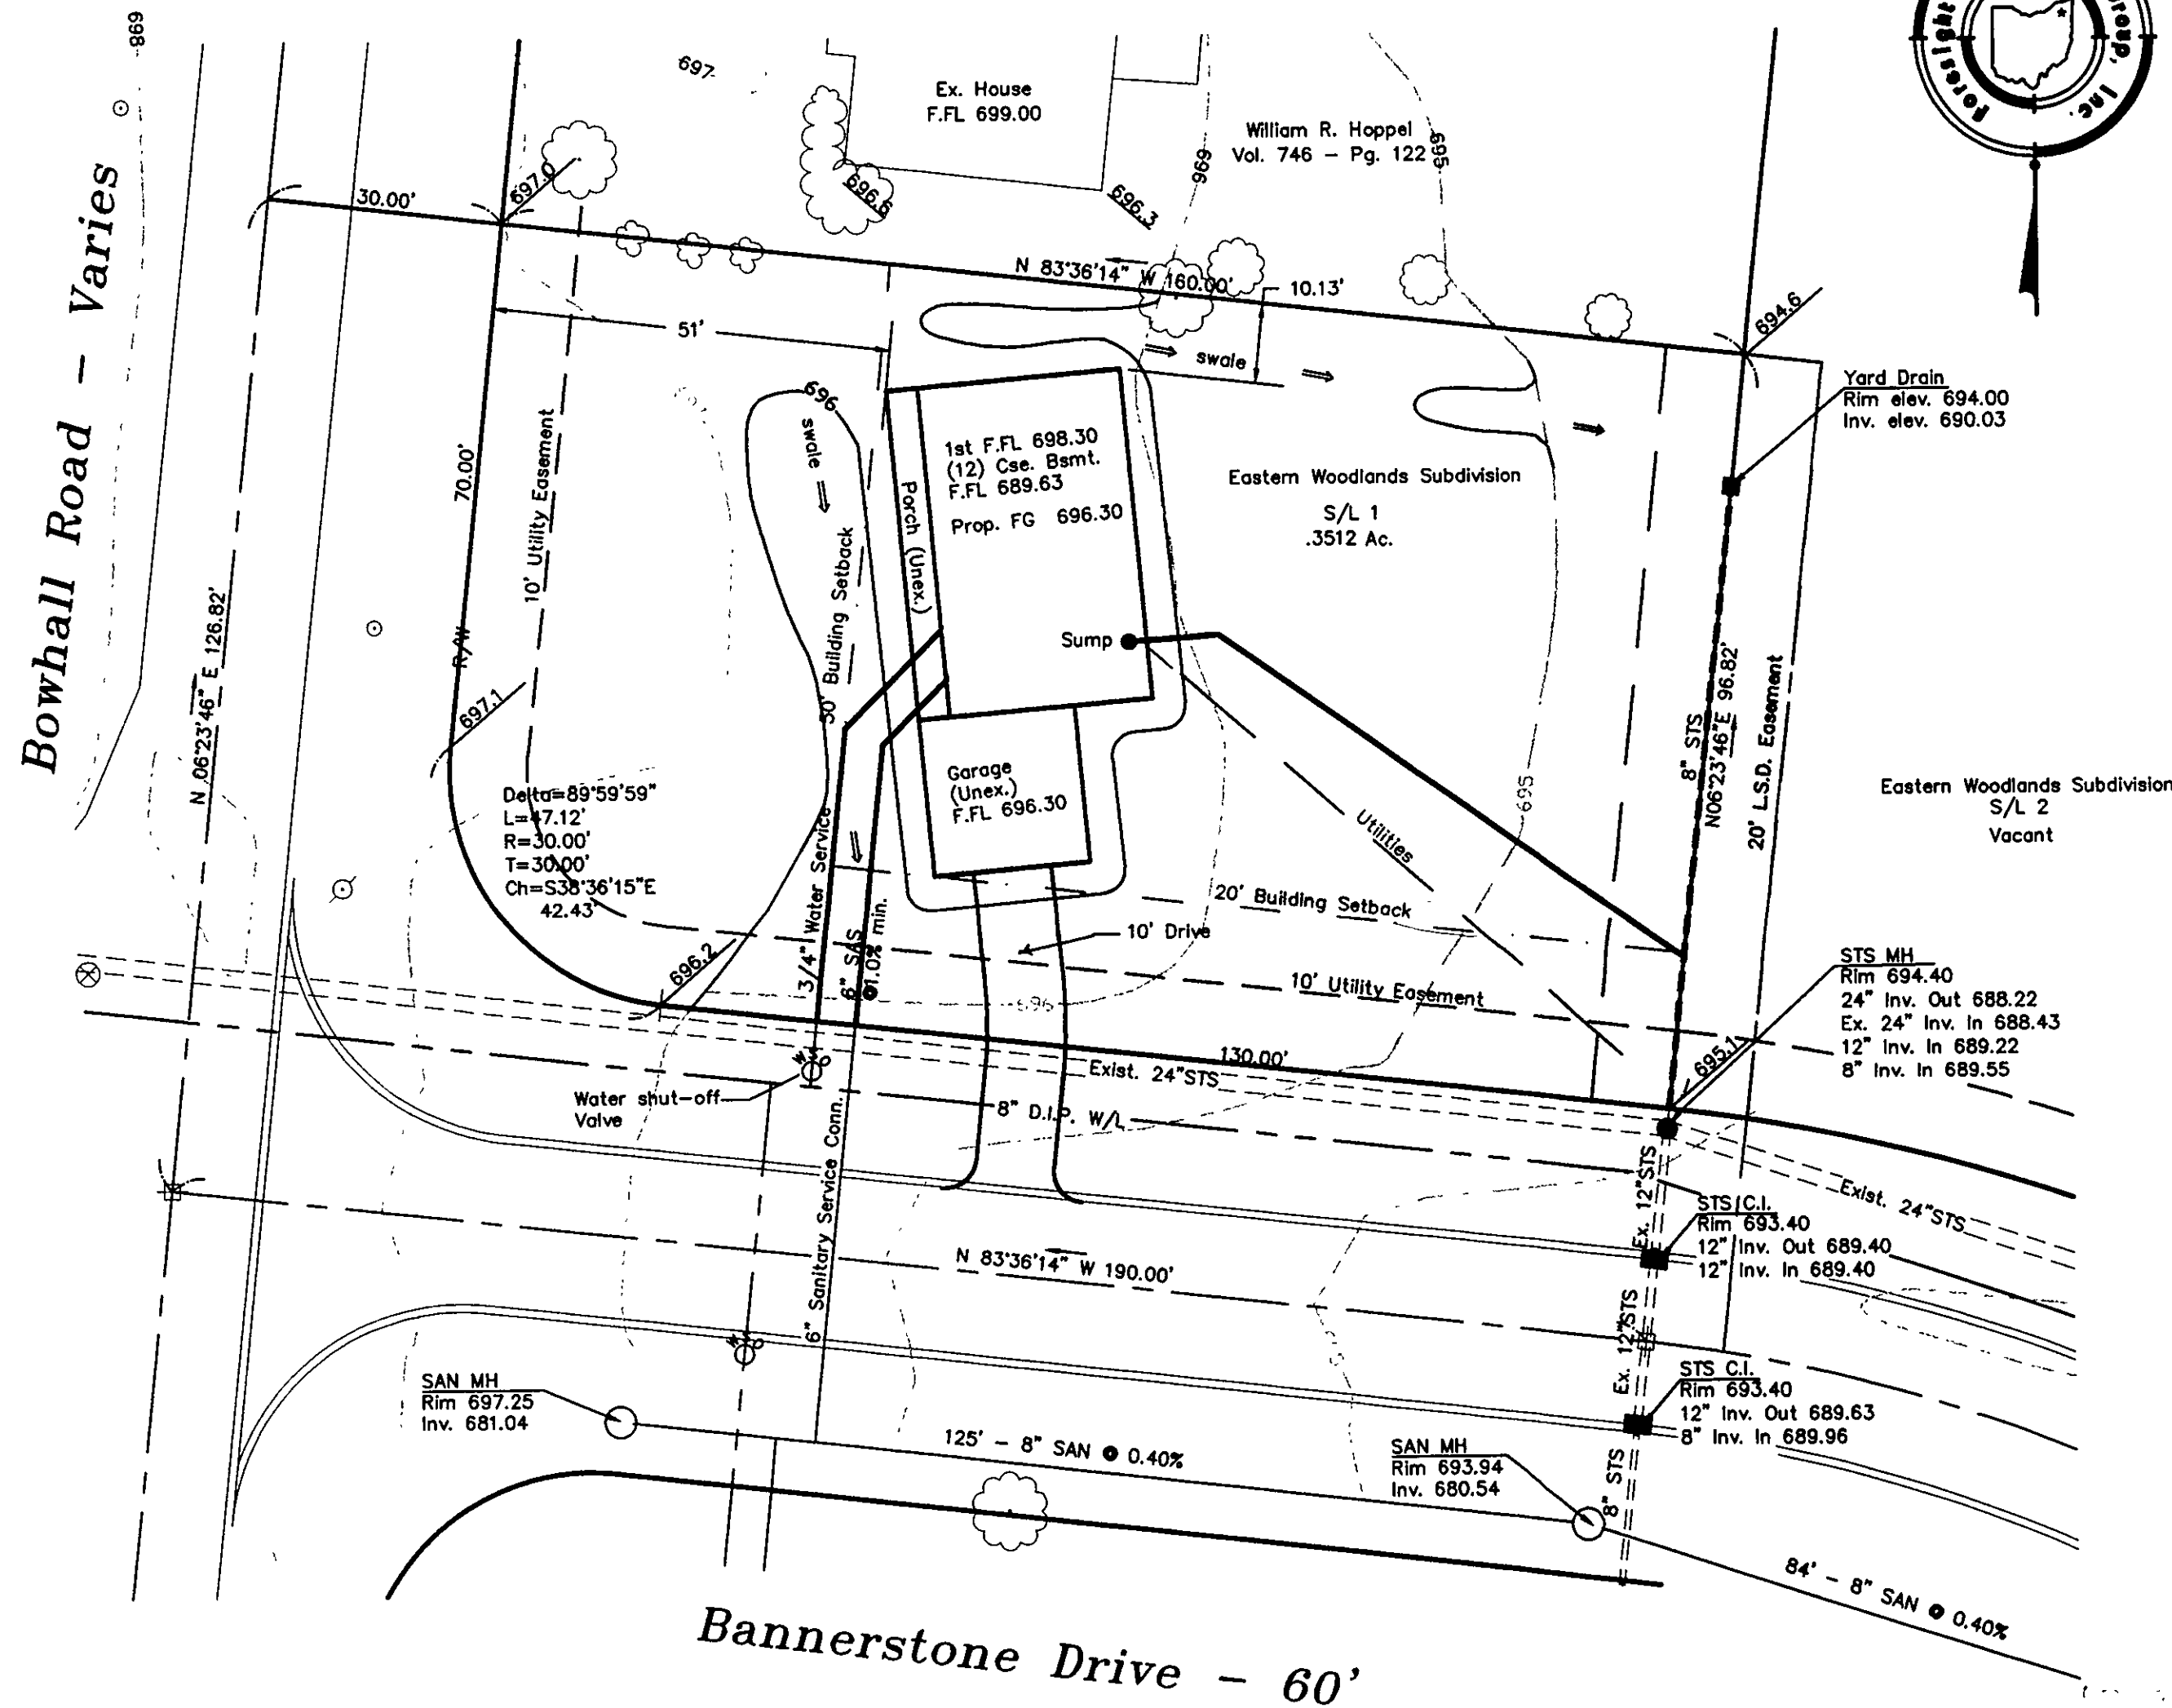 Foresight
Group, Inc.
698
697
Ex. House
F.FL 699.00
William R. Hoppel
Vol. 746 - Pg. 122
695
696
697.0
696.6
696.3
30.00'
N 83°36'14" W 160.00'
10.13'
694.6
51'
swale
Yard Drain
Rim elev. 694.00
Inv. elev. 690.03
696
swale
70.00'
10' Utility Easement
Bowhall Road - Varies
1st F.FL 698.30
(12) Cse. Bsmt.
F.FL 689.63
Prop. FG 696.30
Porch (Unex.)
30' Building Setback
Eastern Woodlands Subdivision
S/L 1
.3512 Ac.
N 06°23'46" E 126.82'
R/W
Sump
697.1
8" STS
N06°23'46"E 96.82'
20' L.S.D. Easement
Garage
(Unex.)
F.FL 696.30
Delta=89°59'59"
L=47.12'
R=30.00'
T=30.00'
Ch=S38°36'15"E
42.43'
Utilities
695
Eastern Woodlands Subdivision
S/L 2
Vacant
3/4" Water Service
6" SAS
@1.0% min.
20' Building Setback
10' Drive
696.2
10' Utility Easement
696
STS MH
Rim 694.40
24" Inv. Out 688.22
Ex. 24" Inv. In 688.43
12" Inv. In 689.22
8" Inv. In 689.55
695.1
130.00'
Exist. 24"STS
Water shut-off
Valve
8" D.I.P. W/L
6" Sanitary Service Conn.
Ex. 12"STS
Exist. 24"STS
STS C.I.
Rim 693.40
12" Inv. Out 689.40
12" Inv. In 689.40
N 83°36'14" W 190.00'
Ex. 12"STS
STS C.I.
Rim 693.40
12" Inv. Out 689.63
8" Inv. In 689.96
SAN MH
Rim 697.25
Inv. 681.04
125' - 8" SAN @ 0.40%
SAN MH
Rim 693.94
Inv. 680.54
8" STS
84' - 8" SAN @ 0.40%
Bannerstone Drive - 60'